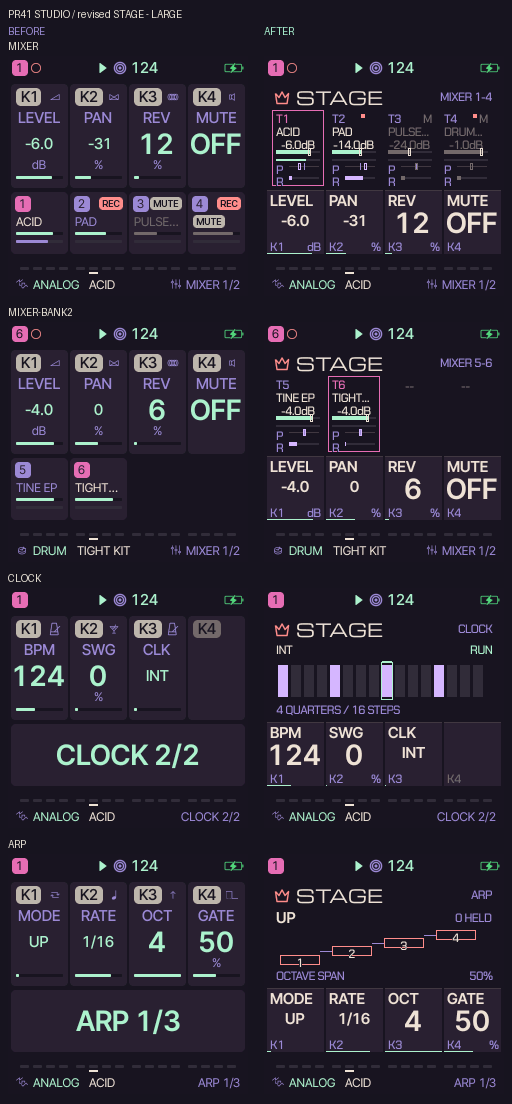 PR41 STUDIO / revised STAGE - LARGE
BEFORE
AFTER
MIXER
1 124
K1 K2 K3 K4
LEVEL PAN REV MUTE
-6.0 -31 12 OFF
dB % %
1 2 REC 3 MUTE 4 REC
ACID PAD PULSE... MUTE
ANALOG ACID MIXER 1/2
1 124
STAGE MIXER 1-4
T1 T2 T3 M T4 M
ACID PAD PULSE... DRUM...
-6.0dB -14.0dB -24.0dB -1.0dB
P P P P
R R R R
LEVEL PAN REV MUTE
-6.0 -31 12 OFF
K1 dB K2 % K3 % K4
ANALOG ACID MIXER 1/2
MIXER-BANK2
6 124
K1 K2 K3 K4
LEVEL PAN REV MUTE
-4.0 0 6 OFF
dB % %
5 6
TINE EP TIGHT...
DRUM TIGHT KIT MIXER 1/2
6 124
STAGE MIXER 5-6
T5 T6 -- --
TINE EP TIGHT...
-4.0dB -4.0dB
P P
R R
LEVEL PAN REV MUTE
-4.0 0 6 OFF
K1 dB K2 % K3 % K4
DRUM TIGHT KIT MIXER 1/2
CLOCK
1 124
K1 K2 K3 K4
BPM SWG CLK
124 0 INT
%
CLOCK 2/2
ANALOG ACID CLOCK 2/2
1 124
STAGE CLOCK
INT RUN
4 QUARTERS / 16 STEPS
BPM SWG CLK
124 0 INT
K1 K2 % K3 K4
ANALOG ACID CLOCK 2/2
ARP
1 124
K1 K2 K3 K4
MODE RATE OCT GATE
UP 1/16 4 50
%
ARP 1/3
ANALOG ACID ARP 1/3
1 124
STAGE ARP
UP 0 HELD
1 2 3 4
OCTAVE SPAN 50%
MODE RATE OCT GATE
UP 1/16 4 50
K1 K2 K3 K4 %
ANALOG ACID ARP 1/3